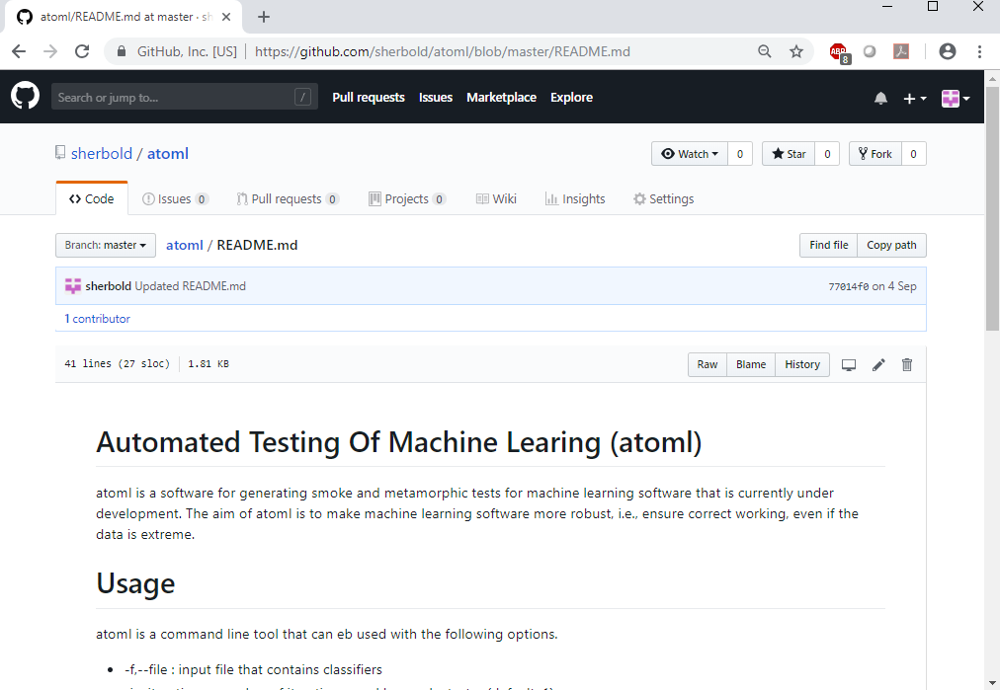 atoml/README.md at master · sh
GitHub, Inc. [US] | https://github.com/sherbold/atoml/blob/master/README.md
ABP 8
Search or jump to... /
Pull requests Issues Marketplace Explore
sherbold / atoml
Watch 0 Star 0 Fork 0
Code Issues 0 Pull requests 0 Projects 0 Wiki Insights Settings
Branch: master atoml / README.md Find file Copy path
sherbold Updated README.md 77014f0 on 4 Sep
1 contributor
41 lines (27 sloc) 1.81 KB Raw Blame History
Automated Testing Of Machine Learing (atoml)
atoml is a software for generating smoke and metamorphic tests for machine learning software that is currently under
development. The aim of atoml is to make machine learning software more robust, i.e., ensure correct working, even if the
data is extreme.
Usage
atoml is a command line tool that can eb used with the following options.
• -f,--file : input file that contains classifiers